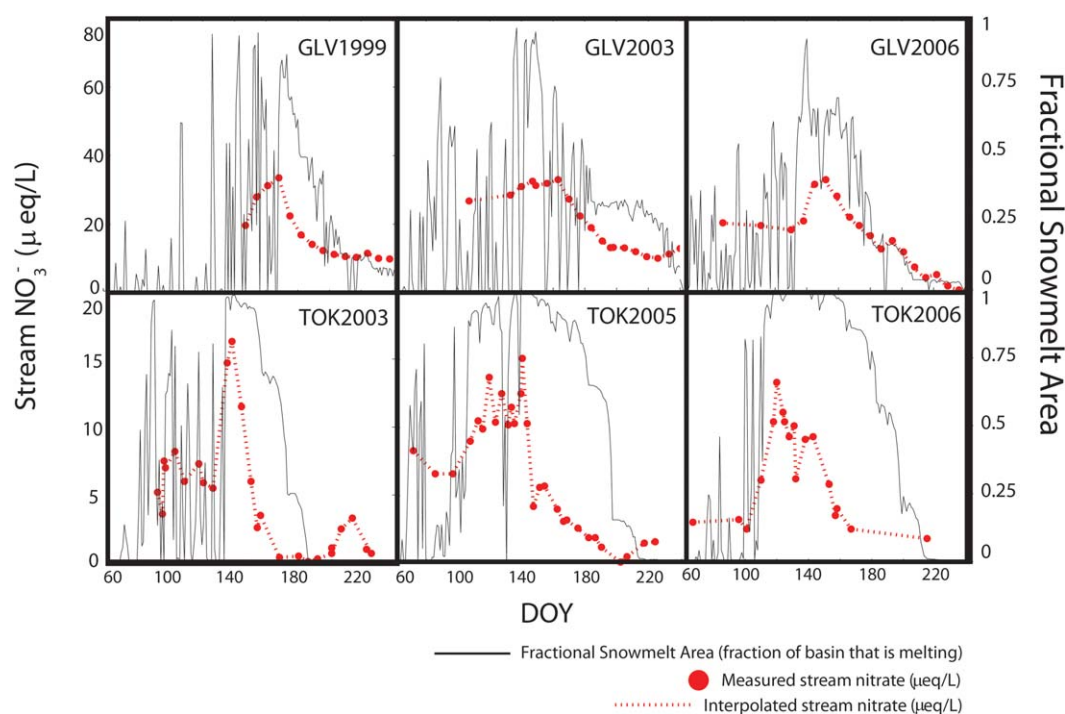 Stream NO3- (μ eq/L)
Fractional Snowmelt Area
80
60
40
20
0
GLV1999
GLV2003
GLV2006
1
0.75
0.5
0.25
0
20
15
10
5
0
TOK2003
TOK2005
TOK2006
1
0.75
0.5
0.25
0
60 100 140 180 220 60 100 140 180 220 60 100 140 180 220
DOY
Fractional Snowmelt Area (fraction of basin that is melting)
Measured stream nitrate (μeq/L)
Interpolated stream nitrate (μeq/L)